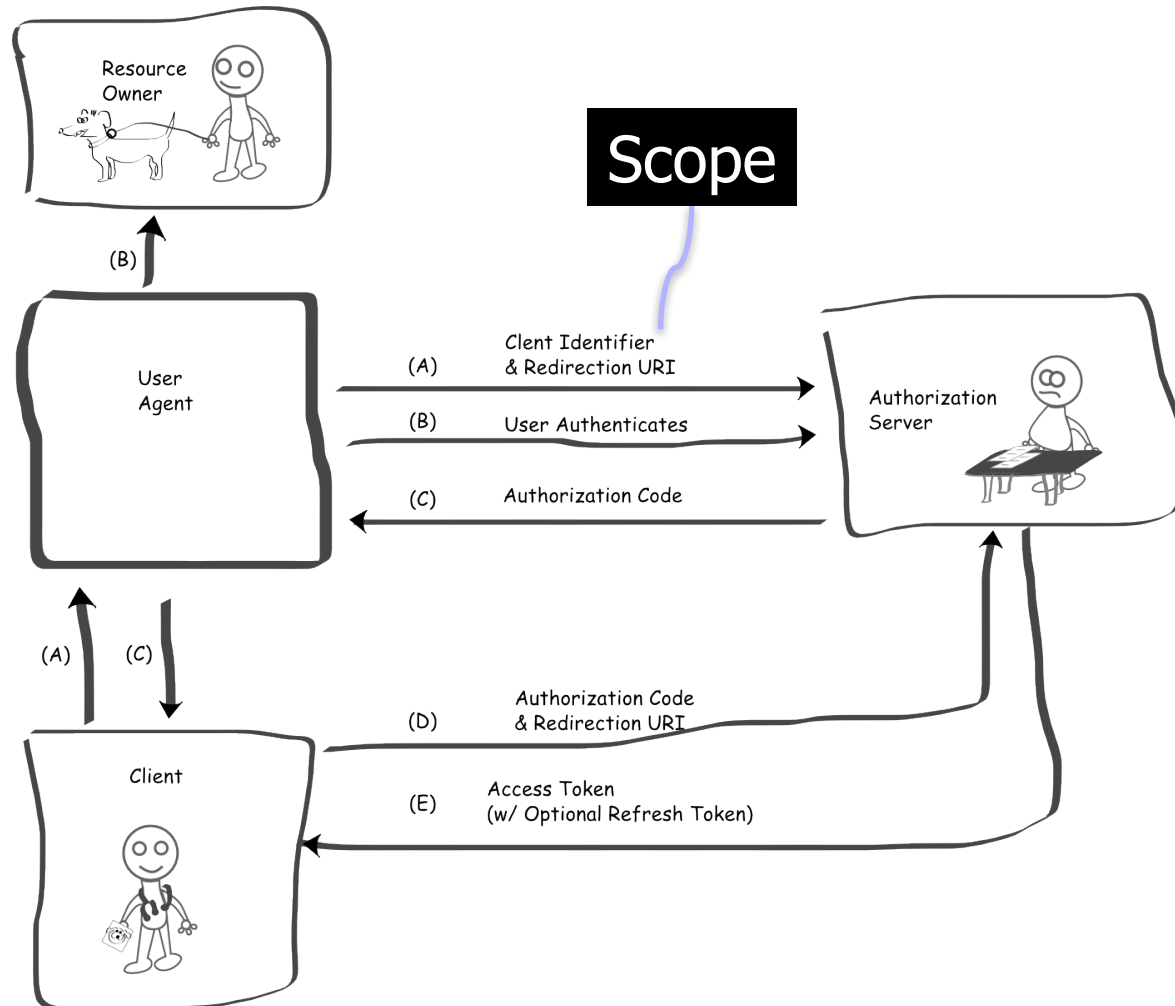 Resource
Owner
Scope
(B)
User
Agent
(A)
Clent Identifier
& Redirection URI
(B)
User Authenticates
(C)
Authorization Code
Authorization
Server
(A)
(C)
(D)
Authorization Code
& Redirection URI
Client
(E)
Access Token
(w/ Optional Refresh Token)